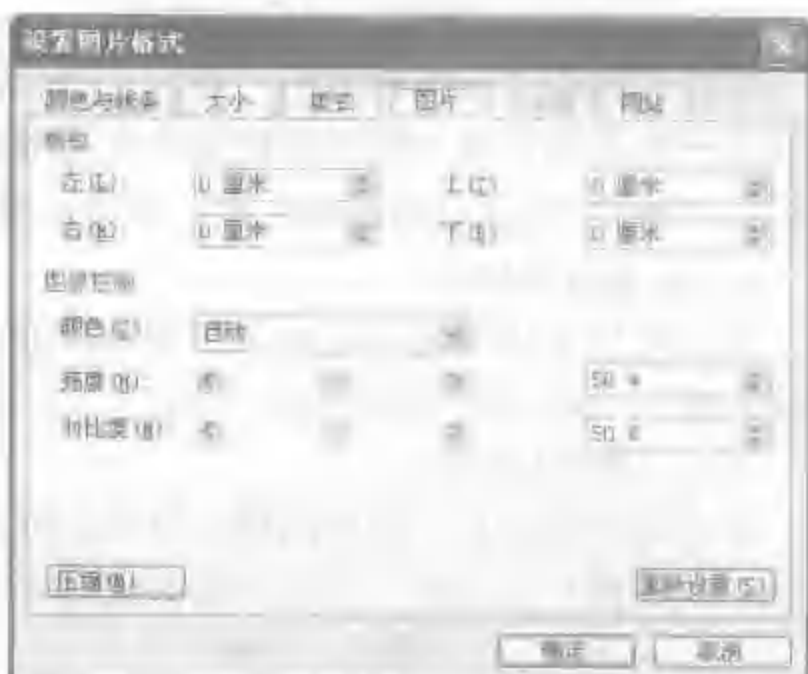 设置图片格式
颜色与线条 大小 版式 图片 网站
裁剪
左(L): 0 厘米 上(T): 0 厘米
右(R): 0 厘米 下(B): 0 厘米
图像控制
颜色(C): 自动
亮度(H): 50 %
对比度(N): 50 %
压缩(M)... 重新设置(S)
确定 取消